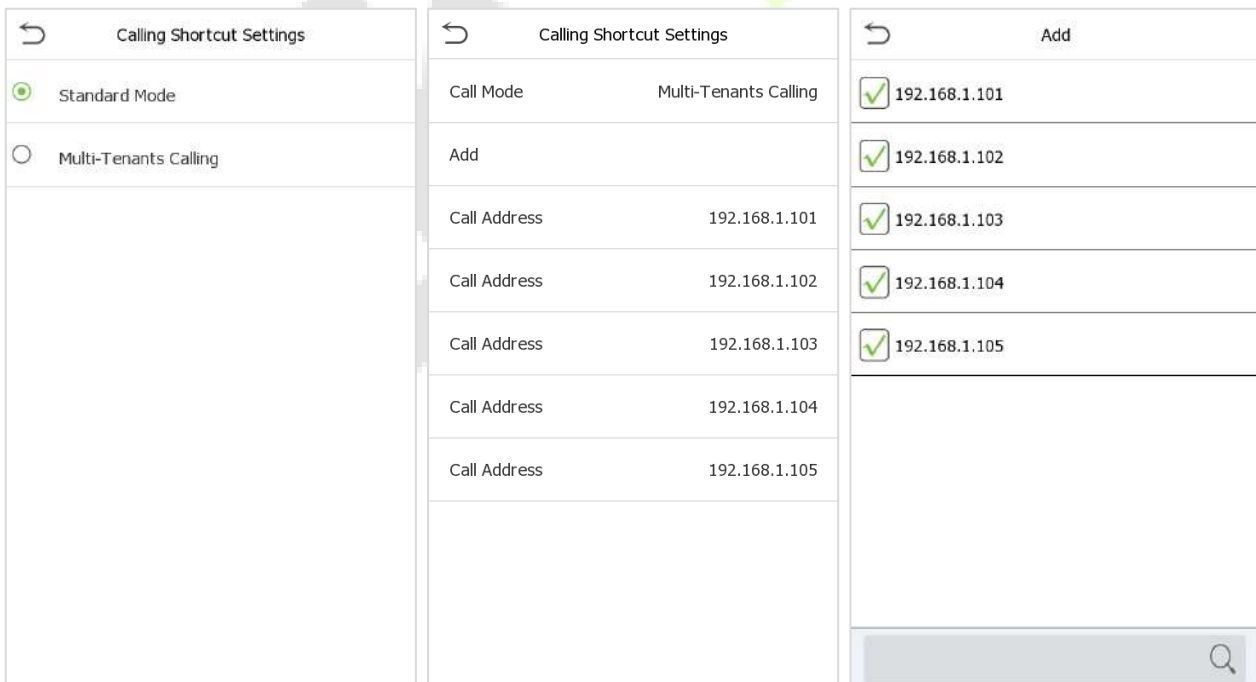 Calling Shortcut Settings
Standard Mode
Multi-Tenants Calling
Calling Shortcut Settings
Call Mode Multi-Tenants Calling
Add
Call Address 192.168.1.101
Call Address 192.168.1.102
Call Address 192.168.1.103
Call Address 192.168.1.104
Call Address 192.168.1.105
Add
192.168.1.101
192.168.1.102
192.168.1.103
192.168.1.104
192.168.1.105